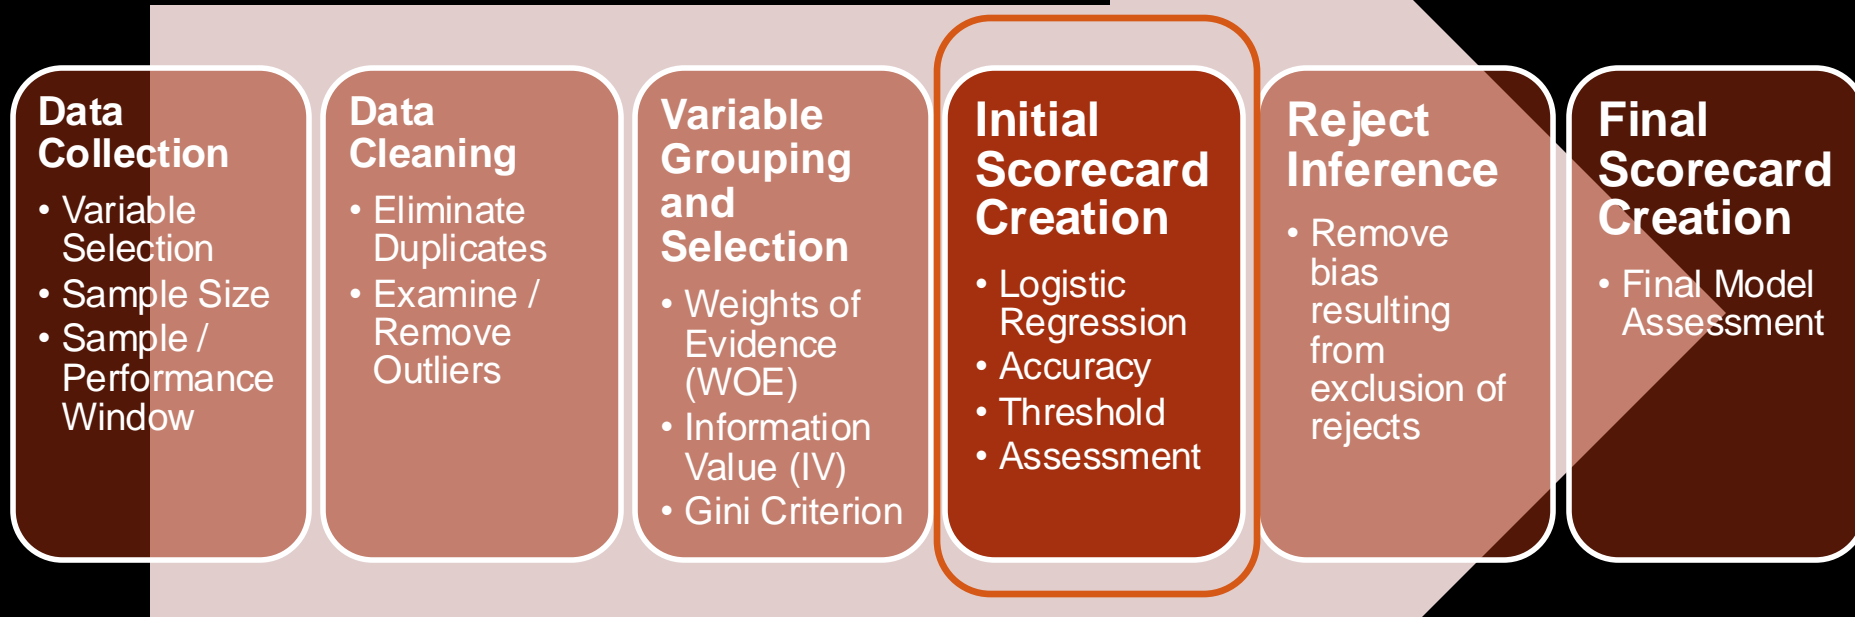 Data
Collection
• Variable
Selection
• Sample Size
• Sample /
Performance
Window
Data
Cleaning
• Eliminate
Duplicates
• Examine /
Remove
Outliers
Variable
Grouping
and
Selection
• Weights of
Evidence
(WOE)
• Information
Value (IV)
• Gini Criterion
Initial
Scorecard
Creation
• Logistic
Regression
• Accuracy
• Threshold
• Assessment
Reject
Inference
• Remove
bias
resulting
from
exclusion of
rejects
Final
Scorecard
Creation
• Final Model
Assessment